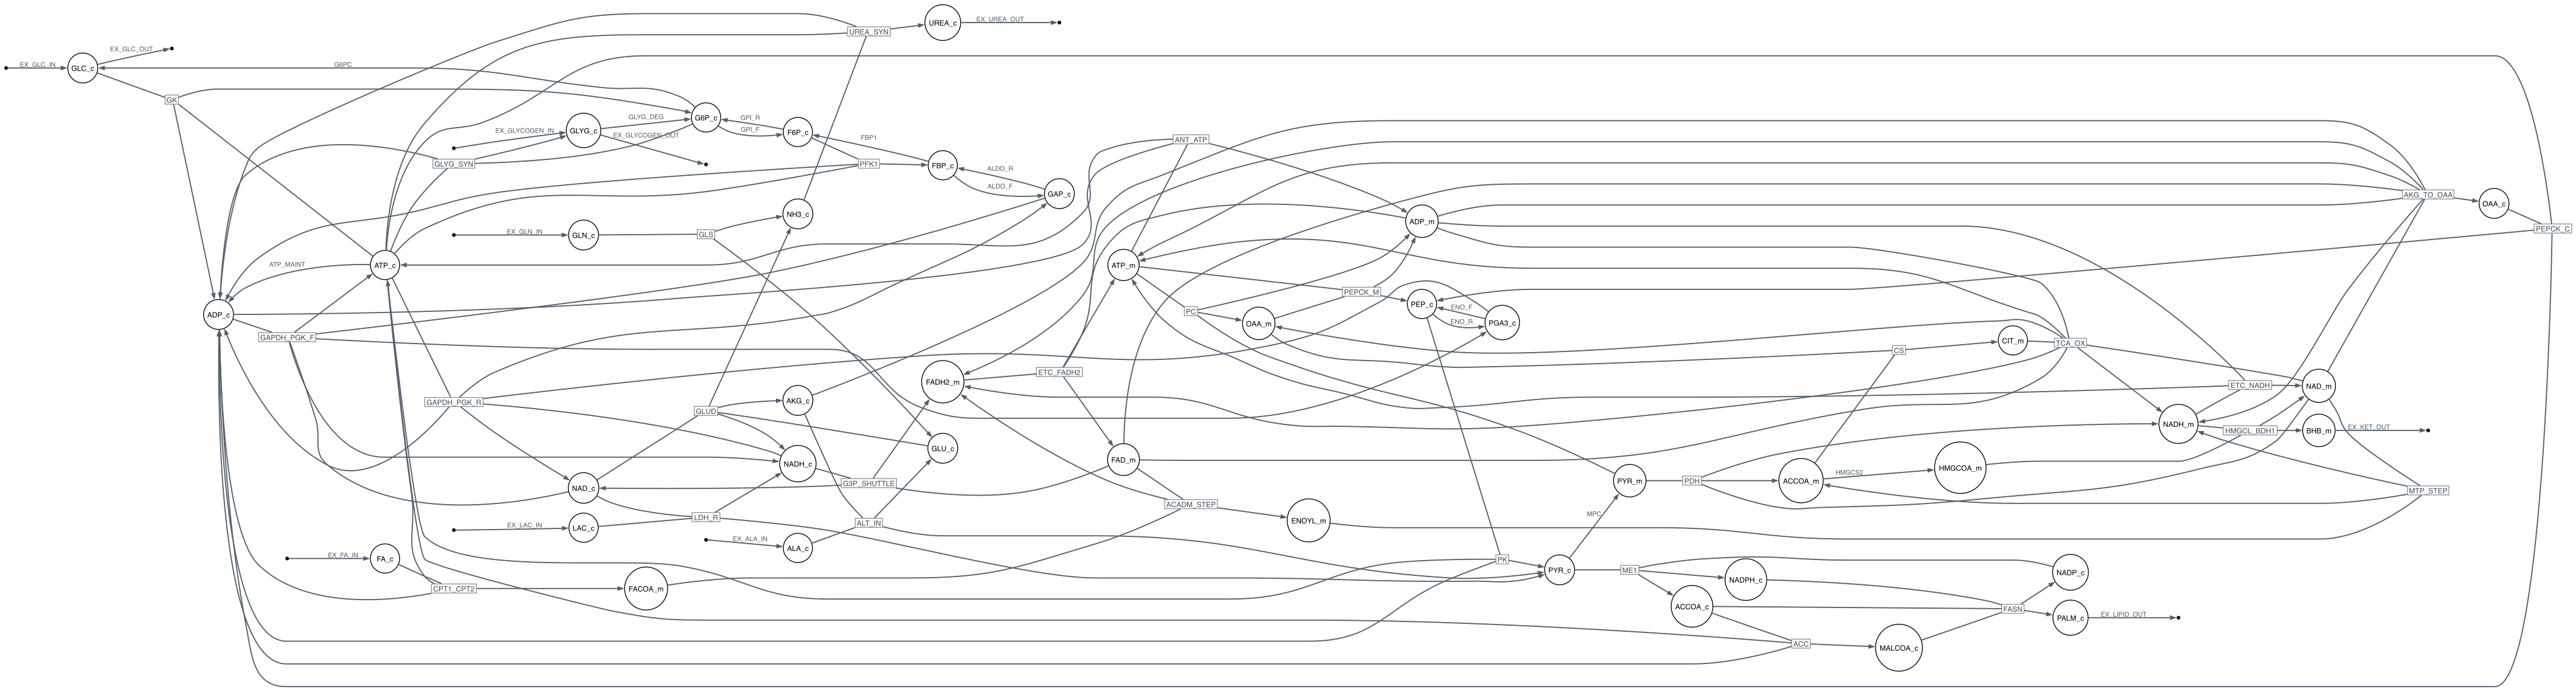 EX_UREA_OUT
UREA_c
UREA_SYN
EX_GLC_OUT
EX_GLC_IN
GLC_c
G6PC
GK
GLYG_DEG
G6P_c
GPI_R
GPI_F
F6P_c
EX_GLYCOGEN_IN
GLYG_c
EX_GLYCOGEN_OUT
FBP1
ANT_ATP
GLYG_SYN
PFK1
FBP_c
ALDO_R
ALDO_F
GAP_c
AKG_TO_OAA
OAA_c
NH3_c
ADP_m
PEPCK_C
EX_GLN_IN
GLN_c
GLS
ATP_MAINT
ATP_c
ATP_m
PEPCK_M
PEP_c
ENO_F
ENO_R
PGA3_c
ADP_c
PC
OAA_m
GAPDH_PGK_F
CS
CIT_m
TCA_OX
ETC_FADH2
FADH2_m
ETC_NADH
NAD_m
GAPDH_PGK_R
AKG_c
GLUD
NADH_m
HMGCL_BDH1
BHB_m
EX_KET_OUT
GLU_c
NADH_c
FAD_m
HMGCOA_m
HMGCS2
G3P_SHUTTLE
NAD_c
PYR_m
PDH
ACCOA_m
MTP_STEP
ACADM_STEP
ENOYL_m
MPC
LDH_R
EX_LAC_IN
LAC_c
ALT_IN
EX_ALA_IN
ALA_c
EX_FA_IN
FA_c
PK
PYR_c
ME1
NADPH_c
NADP_c
CPT1_CPT2
FACOA_m
ACCOA_c
FASN
PALM_c
EX_LIPID_OUT
ACC
MALCOA_c